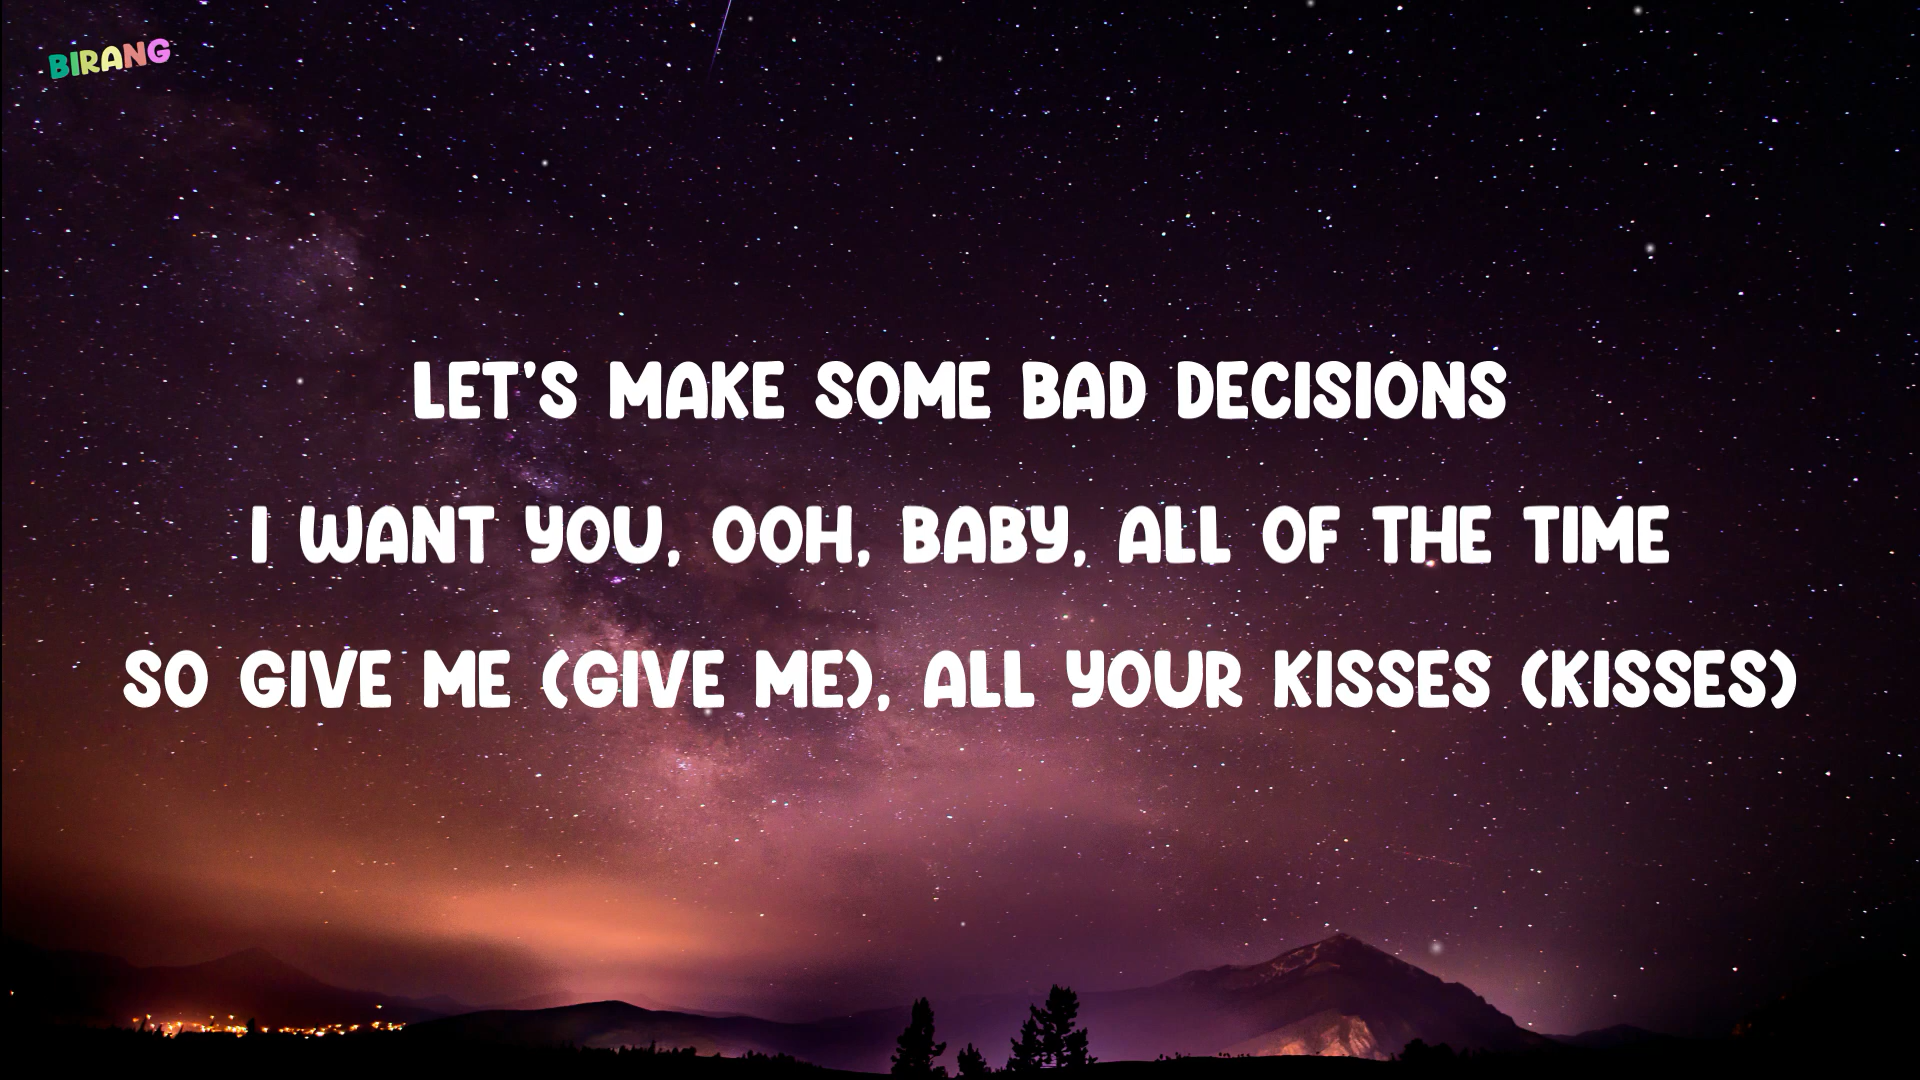 BIRANG
LET'S MAKE SOME BAD DECISIONS
I WANT YOU, OOH, BABY, ALL OF THE TIME
SO GIVE ME (GIVE ME), ALL YOUR KISSES (KISSES)